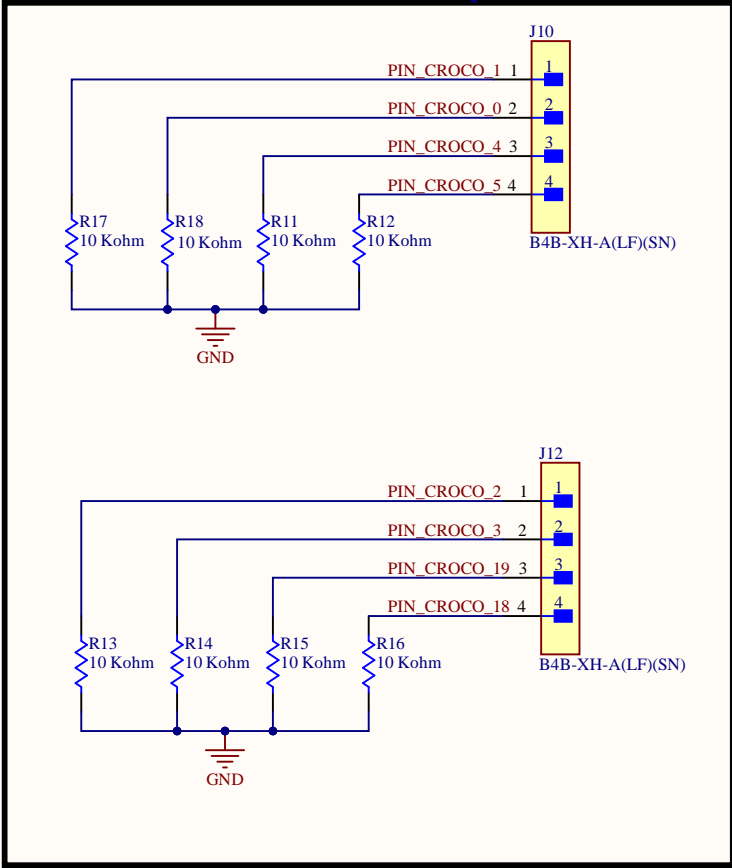 J10
PIN_CROCO_1 1 1
PIN_CROCO_0 2 2
PIN_CROCO_4 3 3
PIN_CROCO_5 4 4
R17 R18 R11 R12
10 Kohm 10 Kohm 10 Kohm 10 Kohm
B4B-XH-A(LF)(SN)
GND
J12
PIN_CROCO_2 1 1
PIN_CROCO_3 2 2
PIN_CROCO_19 3 3
PIN_CROCO_18 4 4
R13 R14 R15 R16
10 Kohm 10 Kohm 10 Kohm 10 Kohm
B4B-XH-A(LF)(SN)
GND